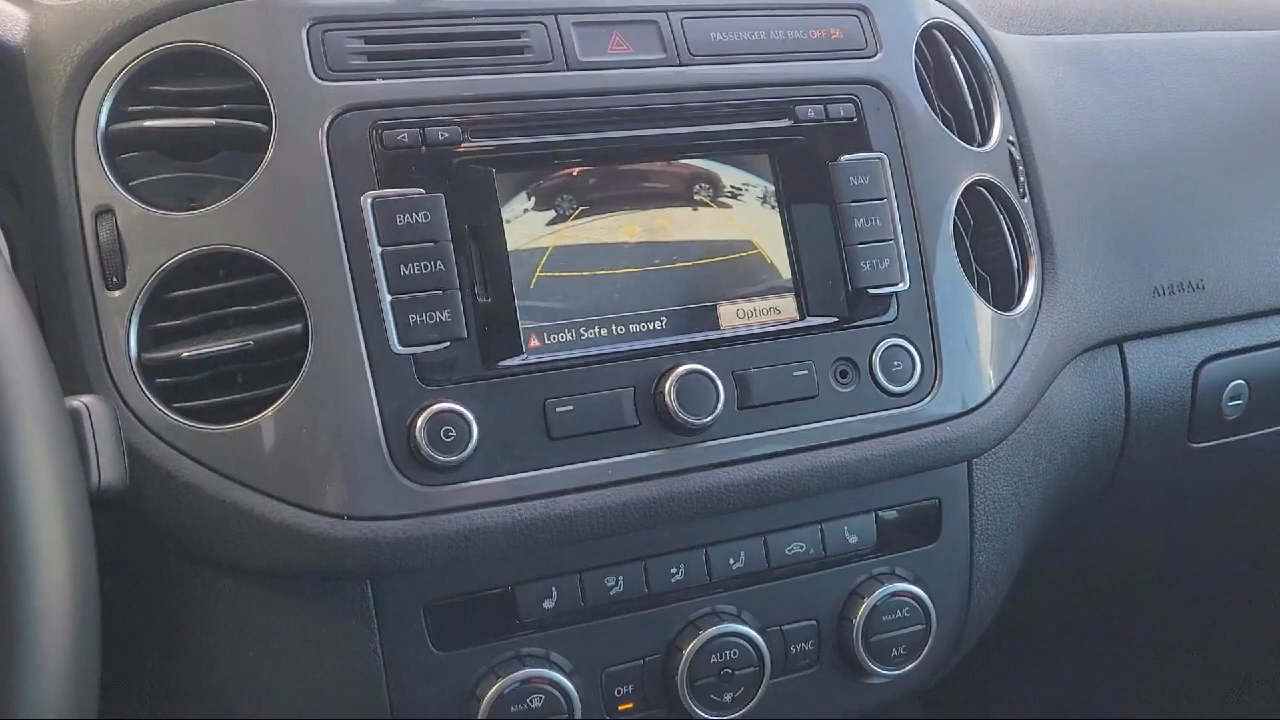 PASSENGER AIR BAG OFF
BAND
MEDIA
PHONE
NAV
MUTE
SETUP
Options
Look! Safe to move?
AIRBAG
MAX A/C
A/C
AUTO
SYNC
OFF
MAX